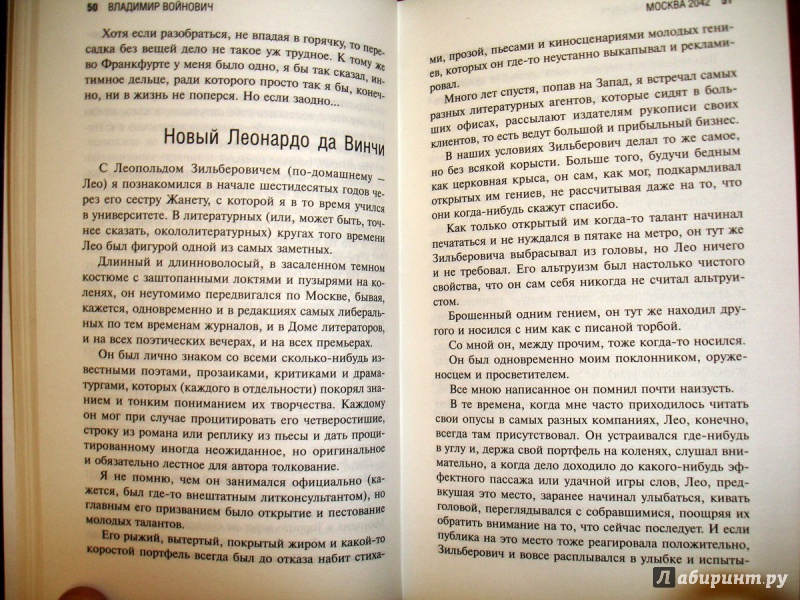 50 ВЛАДИМИР ВОЙНОВИЧ
Хотя если разобраться, не впадая в горячку, то пере-
садка без вещей дело не такое уж трудное. К тому же
во Франкфурте у меня было одно, я бы так сказал, ин-
тимное дельце, ради которого просто так я бы, конеч-
но, ни в жизнь не поперся. Но если заодно...
Новый Леонардо да Винчи
С Леопольдом Зильберовичем (по-домашнему –
Лео) я познакомился в начале шестидесятых годов че-
рез его сестру Жанету, с которой я в то время учился
в университете. В литературных (или, может быть, точ-
нее сказать, окололитературных) кругах того времени
Лео был фигурой одной из самых заметных.
Длинный и длинноволосый, в засаленном темном
костюме с заштопанными локтями и пузырями на ко-
ленях, он неутомимо передвигался по Москве, бывая,
кажется, одновременно и в редакциях самых либераль-
ных по тем временам журналов, и в Доме литераторов,
и на всех поэтических вечерах, и на всех премьерах.
Он был лично знаком со всеми сколько-нибудь из-
вестными поэтами, прозаиками, критиками и драма-
тургами, которых (каждого в отдельности) покорял знани-
ем и тонким пониманием их творчества. Каждому
он мог при случае процитировать его четверостишие,
строку из романа или реплику из пьесы и дать проци-
тированному иногда неожиданное, но оригинальное
и обязательно лестное для автора толкование.
Я не помню, чем он занимался официально (ка-
жется, был где-то внештатным литконсультантом), но
главным его призванием было открытие и пестование
молодых талантов.
Его рыжий, вытертый, покрытый жиром и какой-то
коростой портфель всегда был до отказа набит стиха-
МОСКВА 2042 51
ми, прозой, пьесами и киносценариями молодых гени-
ев, которых он где-то неустанно выкапывал и реклами-
ровал.
Много лет спустя, попав на Запад, я встречал самых
разных литературных агентов, которые сидят в боль-
ших офисах, рассылают издателям рукописи своих
клиентов, то есть ведут большой и прибыльный бизнес.
В наших условиях Зильберович делал то же самое,
но без всякой корысти. Больше того, будучи бедным
как церковная крыса, он сам, как мог, подкармливал
открытых им гениев, не рассчитывая даже на то, что
они когда-нибудь скажут спасибо.
Как только открытый им когда-то талант начинал
печататься и не нуждался в пятаке на метро, он тут же
Зильберовича выбрасывал из головы, но Лео ничего
и не требовал. Его альтруизм был настолько чистого
свойства, что он сам себя никогда не считал альтруи-
стом.
Брошенный одним гением, он тут же находил дру-
гого и носился с ним как с писаной торбой.
Со мной он, между прочим, тоже когда-то носился.
Он был одновременно моим поклонником, оруже-
носцем и просветителем.
Все мною написанное он помнил почти наизусть.
В те времена, когда мне часто приходилось читать
свои опусы в самых разных компаниях, Лео, конечно,
всегда там присутствовал. Он устраивался где-нибудь
в углу и, держа свой портфель на коленях, слушал вни-
мательно, а когда дело доходило до какого-нибудь эф-
фектного пассажа или удачной игры слов, Лео, пред-
вкушая это место, заранее начинал улыбаться, кивать
головой, переглядывался с собравшимися, поощряя их
обратить внимание на то, что сейчас последует. И если
публика на это место тоже реагировала положительно,
Зильберович и вовсе расплывался в улыбке и испыты-
Лабиринт.ру